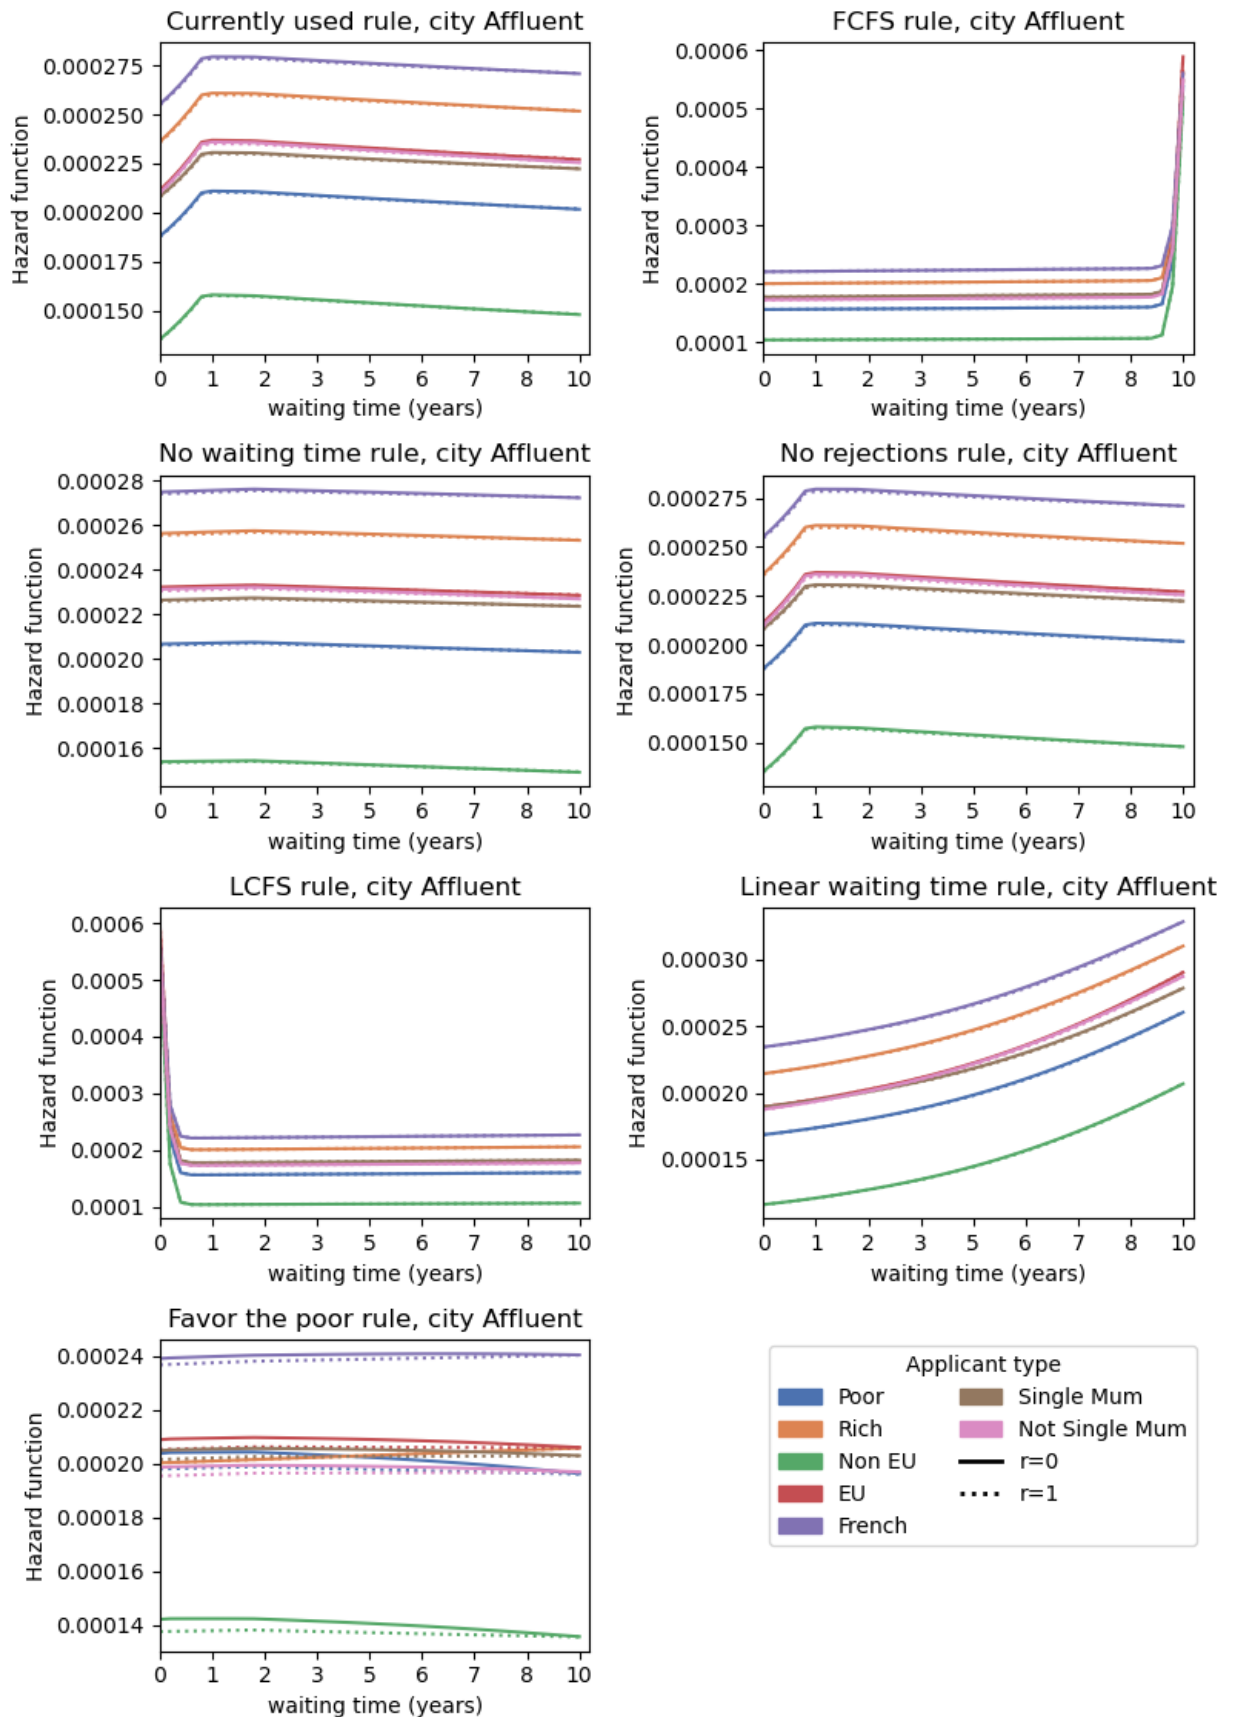 Currently used rule, city Affluent
Hazard function
0.000275
0.000250
0.000225
0.000200
0.000175
0.000150
0 1 2 3 4 5 6 7 8 10
waiting time (years)
FCFS rule, city Affluent
Hazard function
0.0006
0.0005
0.0004
0.0003
0.0002
0.0001
0 1 2 3 4 5 6 7 8 10
waiting time (years)
No waiting time rule, city Affluent
Hazard function
0.00028
0.00026
0.00024
0.00022
0.00020
0.00018
0.00016
0 1 2 3 4 5 6 7 8 10
waiting time (years)
No rejections rule, city Affluent
Hazard function
0.000275
0.000250
0.000225
0.000200
0.000175
0.000150
0 1 2 3 4 5 6 7 8 10
waiting time (years)
LCFS rule, city Affluent
Hazard function
0.0006
0.0005
0.0004
0.0003
0.0002
0.0001
0 1 2 3 4 5 6 7 8 10
waiting time (years)
Linear waiting time rule, city Affluent
Hazard function
0.00030
0.00025
0.00020
0.00015
0 1 2 3 4 5 6 7 8 10
waiting time (years)
Favor the poor rule, city Affluent
Hazard function
0.00024
0.00022
0.00020
0.00018
0.00016
0.00014
0 1 2 3 4 5 6 7 8 10
waiting time (years)
Applicant type
Poor
Rich
Non EU
EU
French
Single Mum
Not Single Mum
r=0
r=1